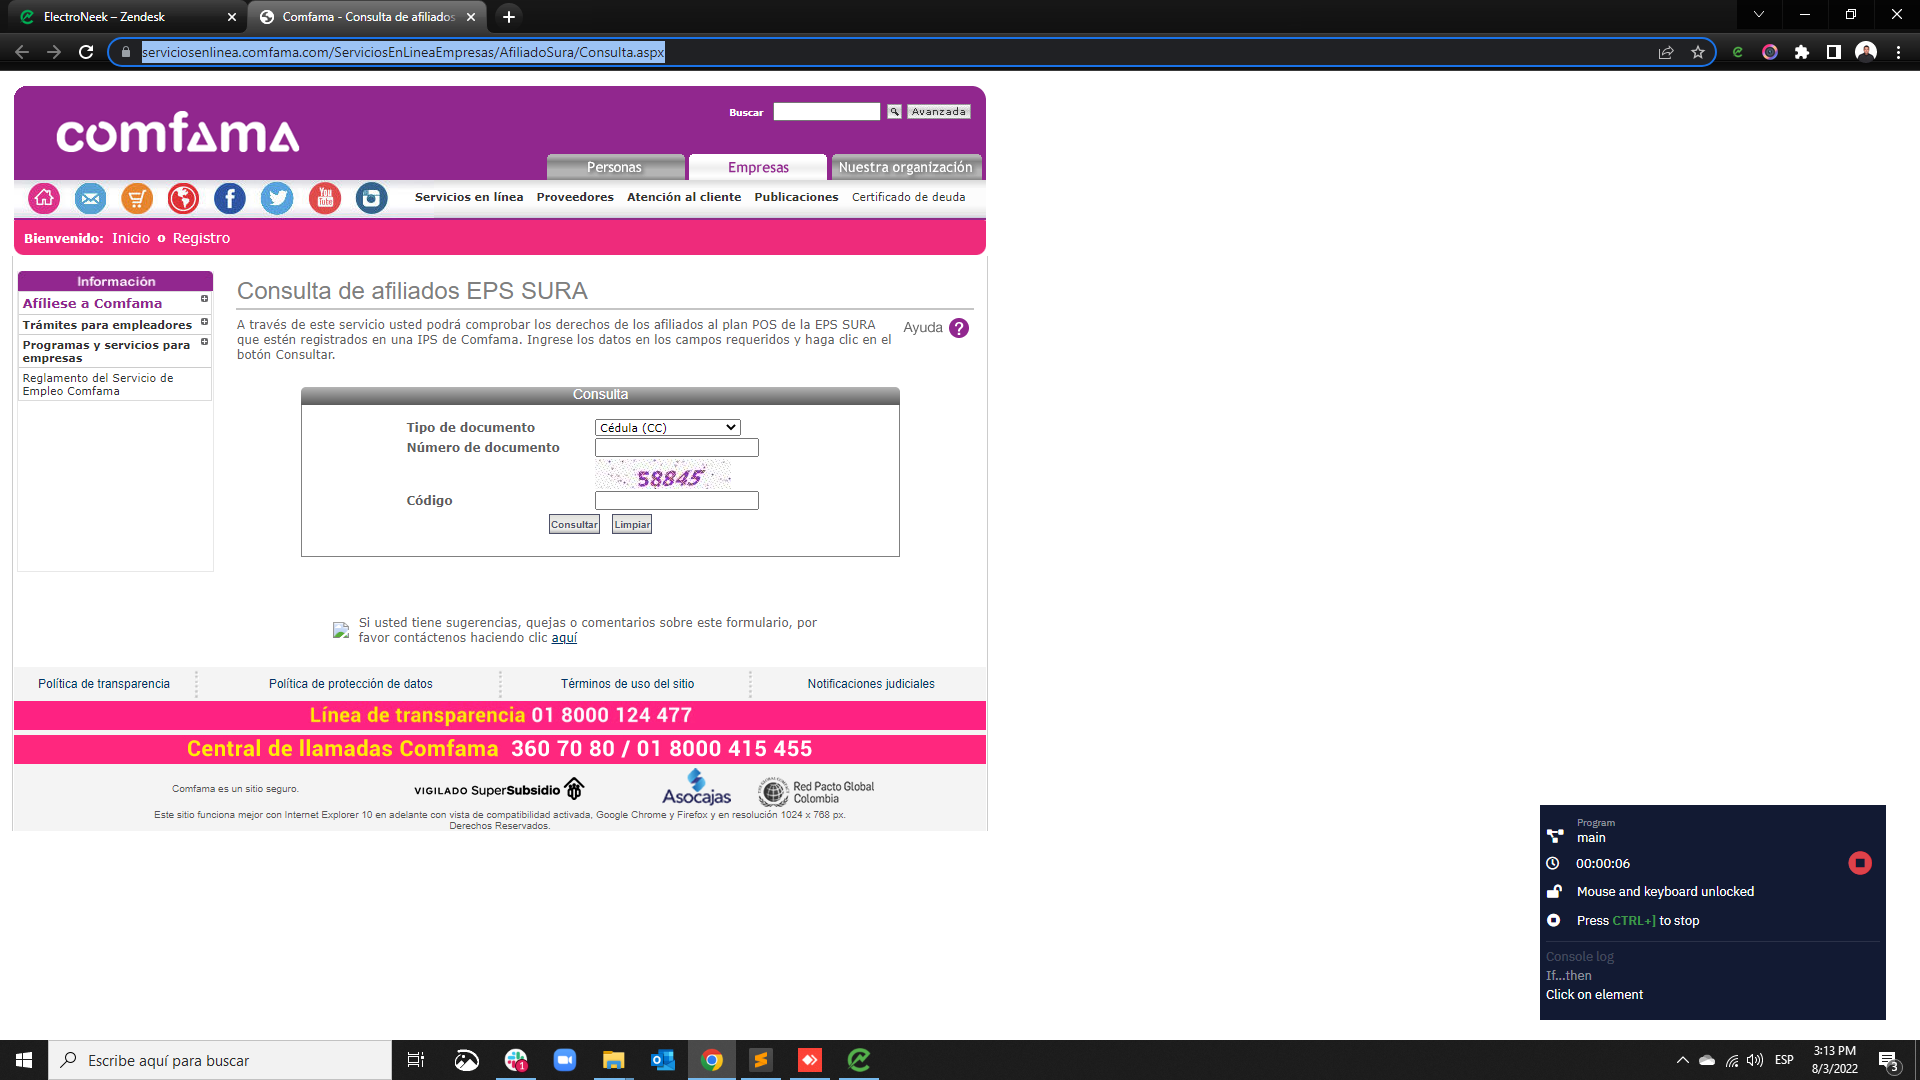 ElectroNeek – Zendesk
Comfama - Consulta de afiliados
serviciosenlinea.comfama.com/ServiciosEnLineaEmpresas/AfiliadoSura/Consulta.aspx
comfama
Buscar
Avanzada
Personas
Empresas
Nuestra organización
You Tube
Servicios en línea
Proveedores
Atención al cliente
Publicaciones
Certificado de deuda
Bienvenido: Inicio o Registro
Información
Afíliese a Comfama
Trámites para empleadores
Programas y servicios para
empresas
Reglamento del Servicio de
Empleo Comfama
Consulta de afiliados EPS SURA
A través de este servicio usted podrá comprobar los derechos de los afiliados al plan POS de la EPS SURA
que estén registrados en una IPS de Comfama. Ingrese los datos en los campos requeridos y haga clic en el
botón Consultar.
Ayuda ?
Consulta
Tipo de documento
Cédula (CC)
Número de documento
58845
Código
Consultar
Limpiar
Si usted tiene sugerencias, quejas o comentarios sobre este formulario, por
favor contáctenos haciendo clic aquí
Política de transparencia
Política de protección de datos
Términos de uso del sitio
Notificaciones judiciales
Línea de transparencia 01 8000 124 477
Central de llamadas Comfama 360 70 80 / 01 8000 415 455
Comfama es un sitio seguro.
VIGILADO SuperSubsidio
Asocajas
Red Pacto Global
Colombia
Este sitio funciona mejor con Internet Explorer 10 en adelante con vista de compatibilidad activada, Google Chrome y Firefox y en resolución 1024 x 768 px.
Derechos Reservados.
Program
main
00:00:06
Mouse and keyboard unlocked
Press CTRL+] to stop
Console log
If...then
Click on element
Escribe aquí para buscar
1
ESP
3:13 PM
8/3/2022
3